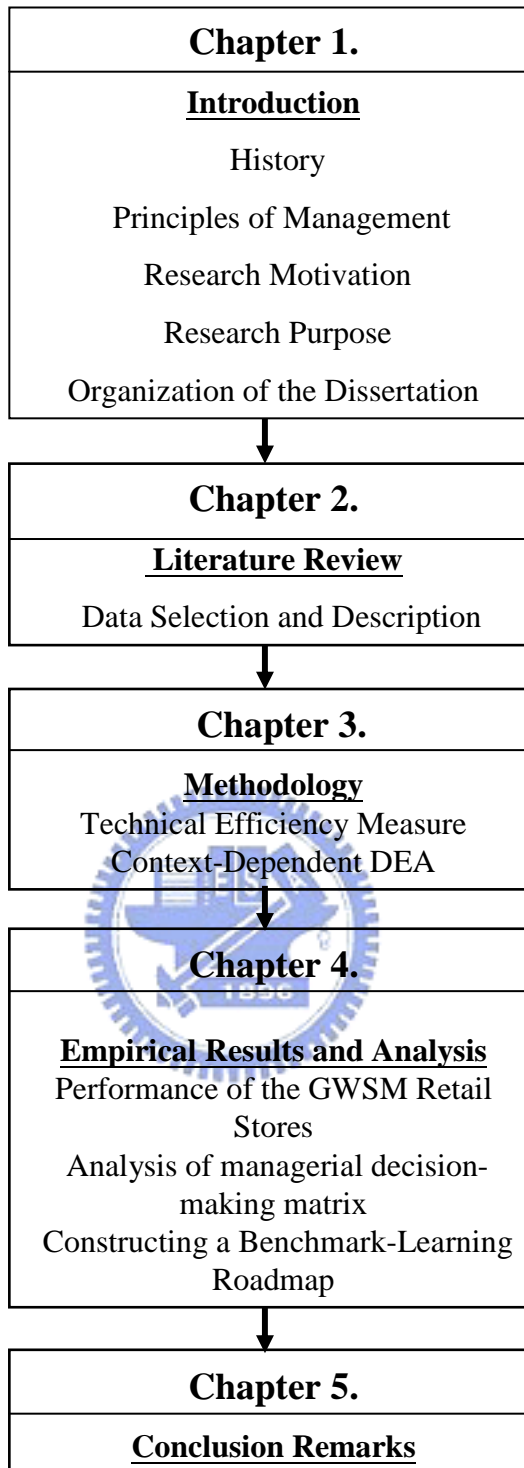 Chapter 1.
Introduction
History
Principles of Management
Research Motivation
Research Purpose
Organization of the Dissertation
Chapter 2.
Literature Review
Data Selection and Description
Chapter 3.
Methodology
Technical Efficiency Measure
Context-Dependent DEA
Chapter 4.
1896
Empirical Results and Analysis
Performance of the GWSM Retail
Stores
Analysis of managerial decision-
making matrix
Constructing a Benchmark-Learning
Roadmap
Chapter 5.
Conclusion Remarks